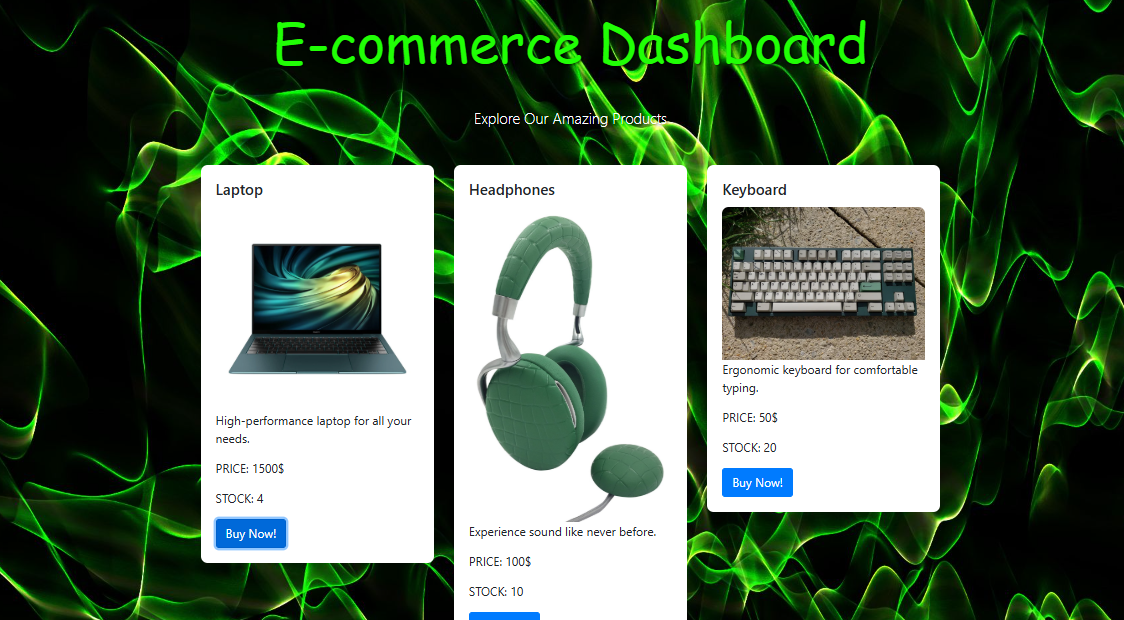 E-commerce Dashboard
Explore Our Amazing Products
Laptop
High-performance laptop for all your
needs.
PRICE: 1500$
STOCK: 4
Buy Now!
Headphones
Experience sound like never before.
PRICE: 100$
STOCK: 10
Keyboard
Ergonomic keyboard for comfortable
typing.
PRICE: 50$
STOCK: 20
Buy Now!